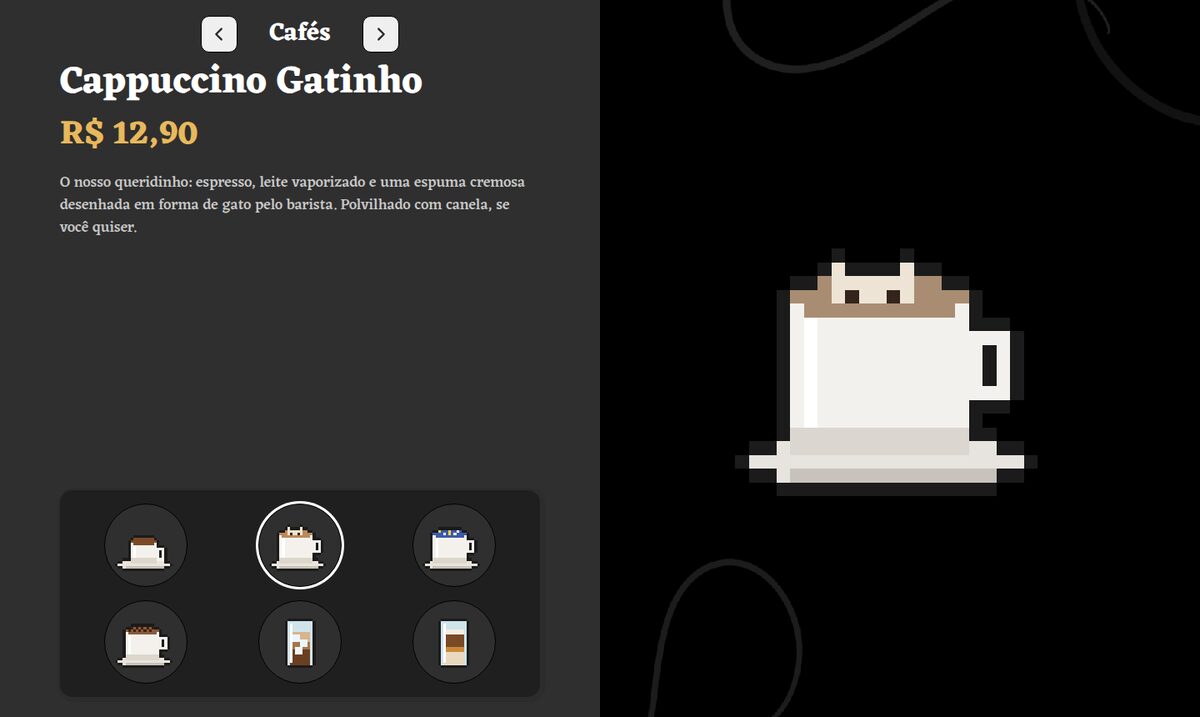 Cafés
Cappuccino Gatinho
R$ 12,90
O nosso queridinho: espresso, leite vaporizado e uma espuma cremosa
desenhada em forma de gato pelo barista. Polvilhado com canela, se
você quiser.